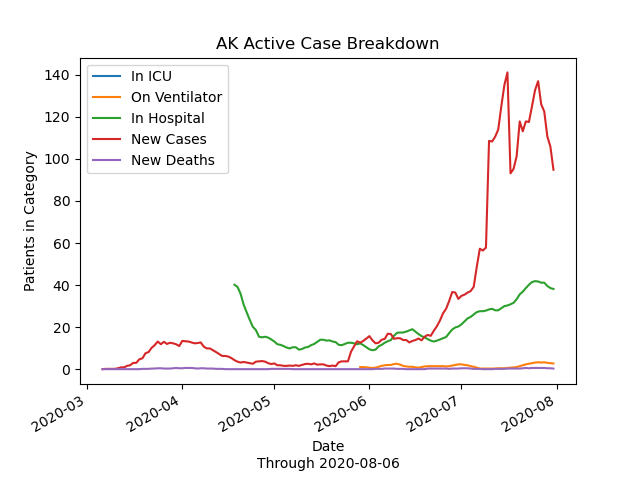 AK Active Case Breakdown
In ICU
On Ventilator
In Hospital
New Cases
New Deaths
Patients in Category
140
120
100
80
60
40
20
0
2020-03
2020-04
2020-05
2020-06
2020-07
2020-08
Date
Through 2020-08-06